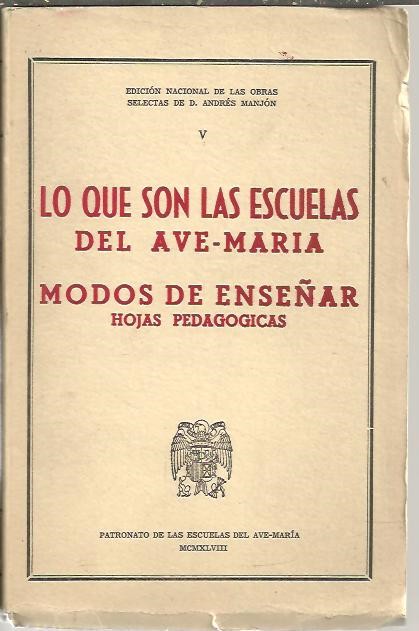 EDICIÓN NACIONAL DE LAS OBRAS
SELECTAS DE D. ANDRÉS MANJÓN
V
LO QUE SON LAS ESCUELAS
DEL AVE-MARIA
MODOS DE ENSEÑAR
HOJAS PEDAGOGICAS
PATRONATO DE LAS ESCUELAS DEL AVE-MARÍA
MCMXLVIII